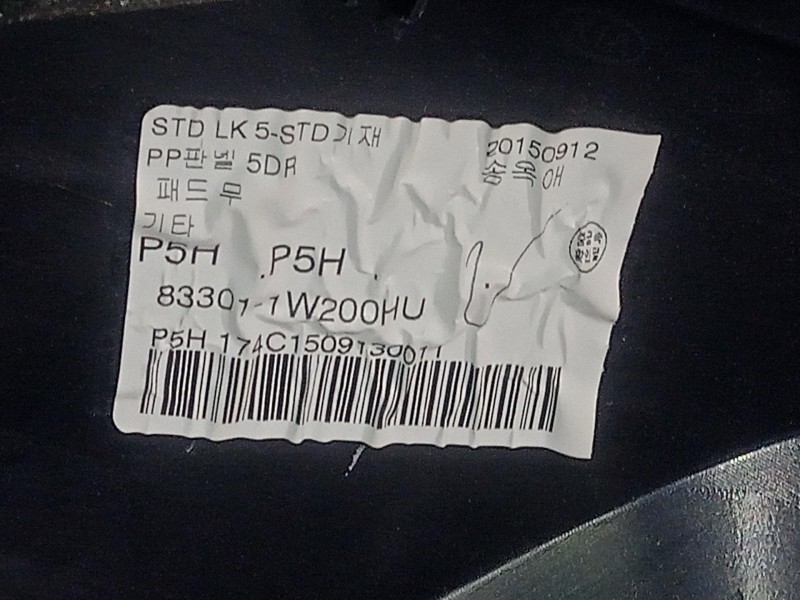 STD LK 5-STD기재
20150912
PP판넬 5DR
송옥애
패드무
기타
P5H P5H
83301-1W200HU
P5H 174C1509130011